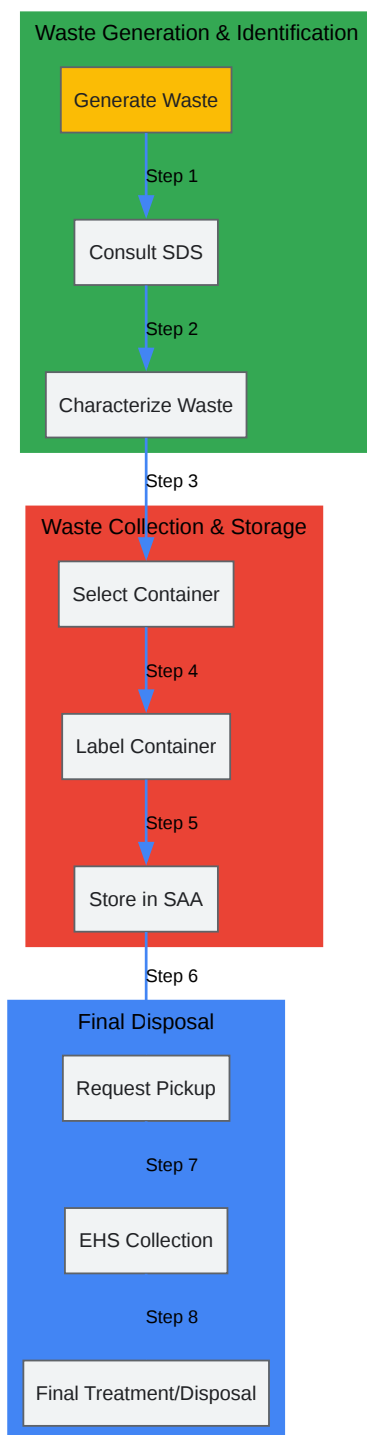 Waste Generation & Identification
Generate Waste
Step 1
Consult SDS
Step 2
Characterize Waste
Step 3
Waste Collection & Storage
Select Container
Step 4
Label Container
Step 5
Store in SAA
Step 6
Final Disposal
Request Pickup
Step 7
EHS Collection
Step 8
Final Treatment/Disposal